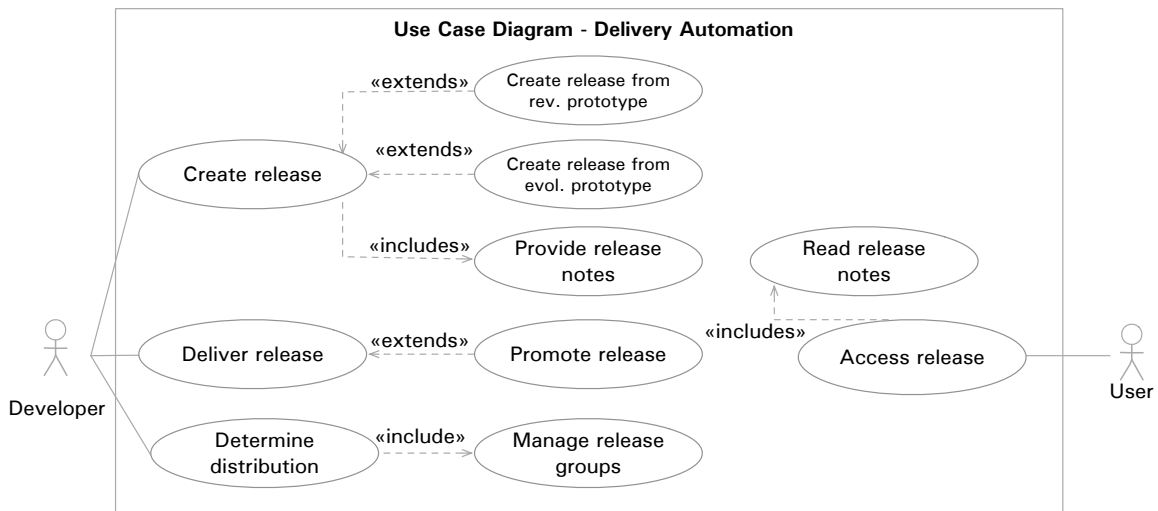 Use Case Diagram - Delivery Automation
«extends»
Create release from
rev. prototype
Create release
«extends»
Create release from
evol. prototype
«includes»
Provide release
notes
Read release
notes
«includes»
Deliver release
«extends»
Promote release
Access release
Developer
User
Determine
distribution
«include»
Manage release
groups